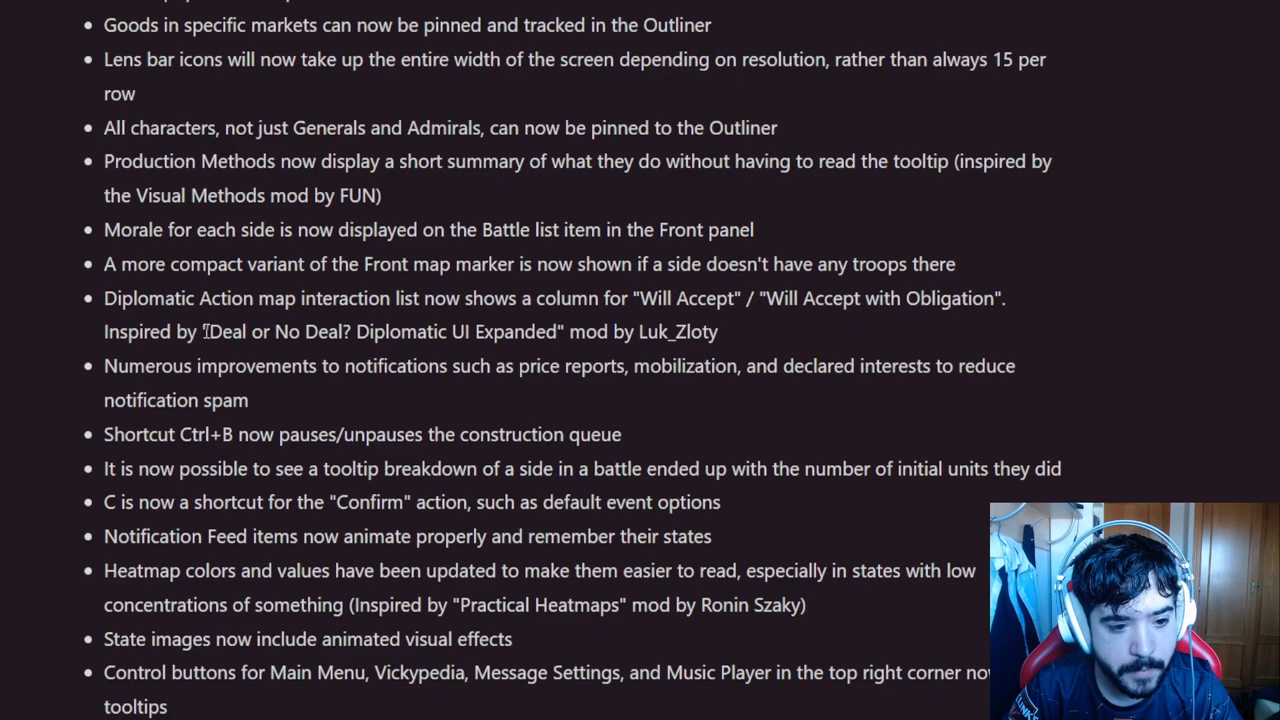 Goods in specific markets can now be pinned and tracked in the Outliner
Lens bar icons will now take up the entire width of the screen depending on resolution, rather than always 15 per
row
All characters, not just Generals and Admirals, can now be pinned to the Outliner
Production Methods now display a short summary of what they do without having to read the tooltip (inspired by
the Visual Methods mod by FUN)
Morale for each side is now displayed on the Battle list item in the Front panel
A more compact variant of the Front map marker is now shown if a side doesn't have any troops there
Diplomatic Action map interaction list now shows a column for "Will Accept" / "Will Accept with Obligation".
Inspired by "Deal or No Deal? Diplomatic UI Expanded" mod by Luk_Zloty
Numerous improvements to notifications such as price reports, mobilization, and declared interests to reduce
notification spam
Shortcut Ctrl+B now pauses/unpauses the construction queue
It is now possible to see a tooltip breakdown of a side in a battle ended up with the number of initial units they did
C is now a shortcut for the "Confirm" action, such as default event options
Notification Feed items now animate properly and remember their states
Heatmap colors and values have been updated to make them easier to read, especially in states with low
concentrations of something (Inspired by "Practical Heatmaps" mod by Ronin Szaky)
State images now include animated visual effects
Control buttons for Main Menu, Vickypedia, Message Settings, and Music Player in the top right corner
tooltips